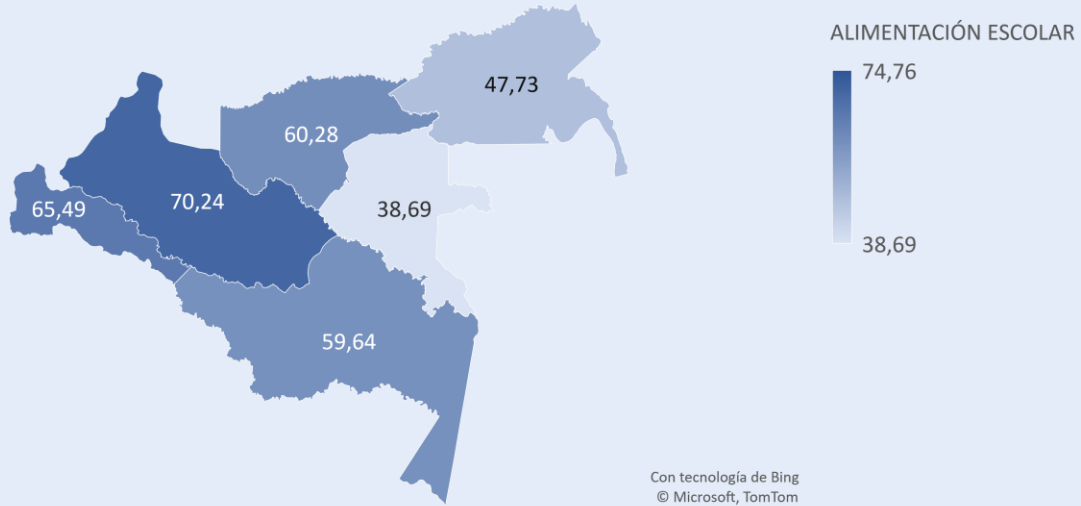 ALIMENTACIÓN ESCOLAR
74,76
47,73
60,28
65,49
70,24
38,69
38,69
59,64
Con tecnología de Bing
© Microsoft, TomTom